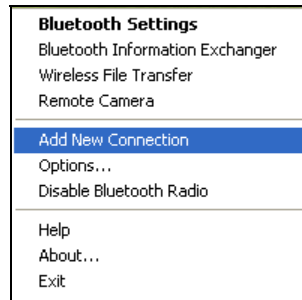 Bluetooth Settings
Bluetooth Information Exchanger
Wireless File Transfer
Remote Camera
Add New Connection
Options...
Disable Bluetooth Radio
Help
About...
Exit